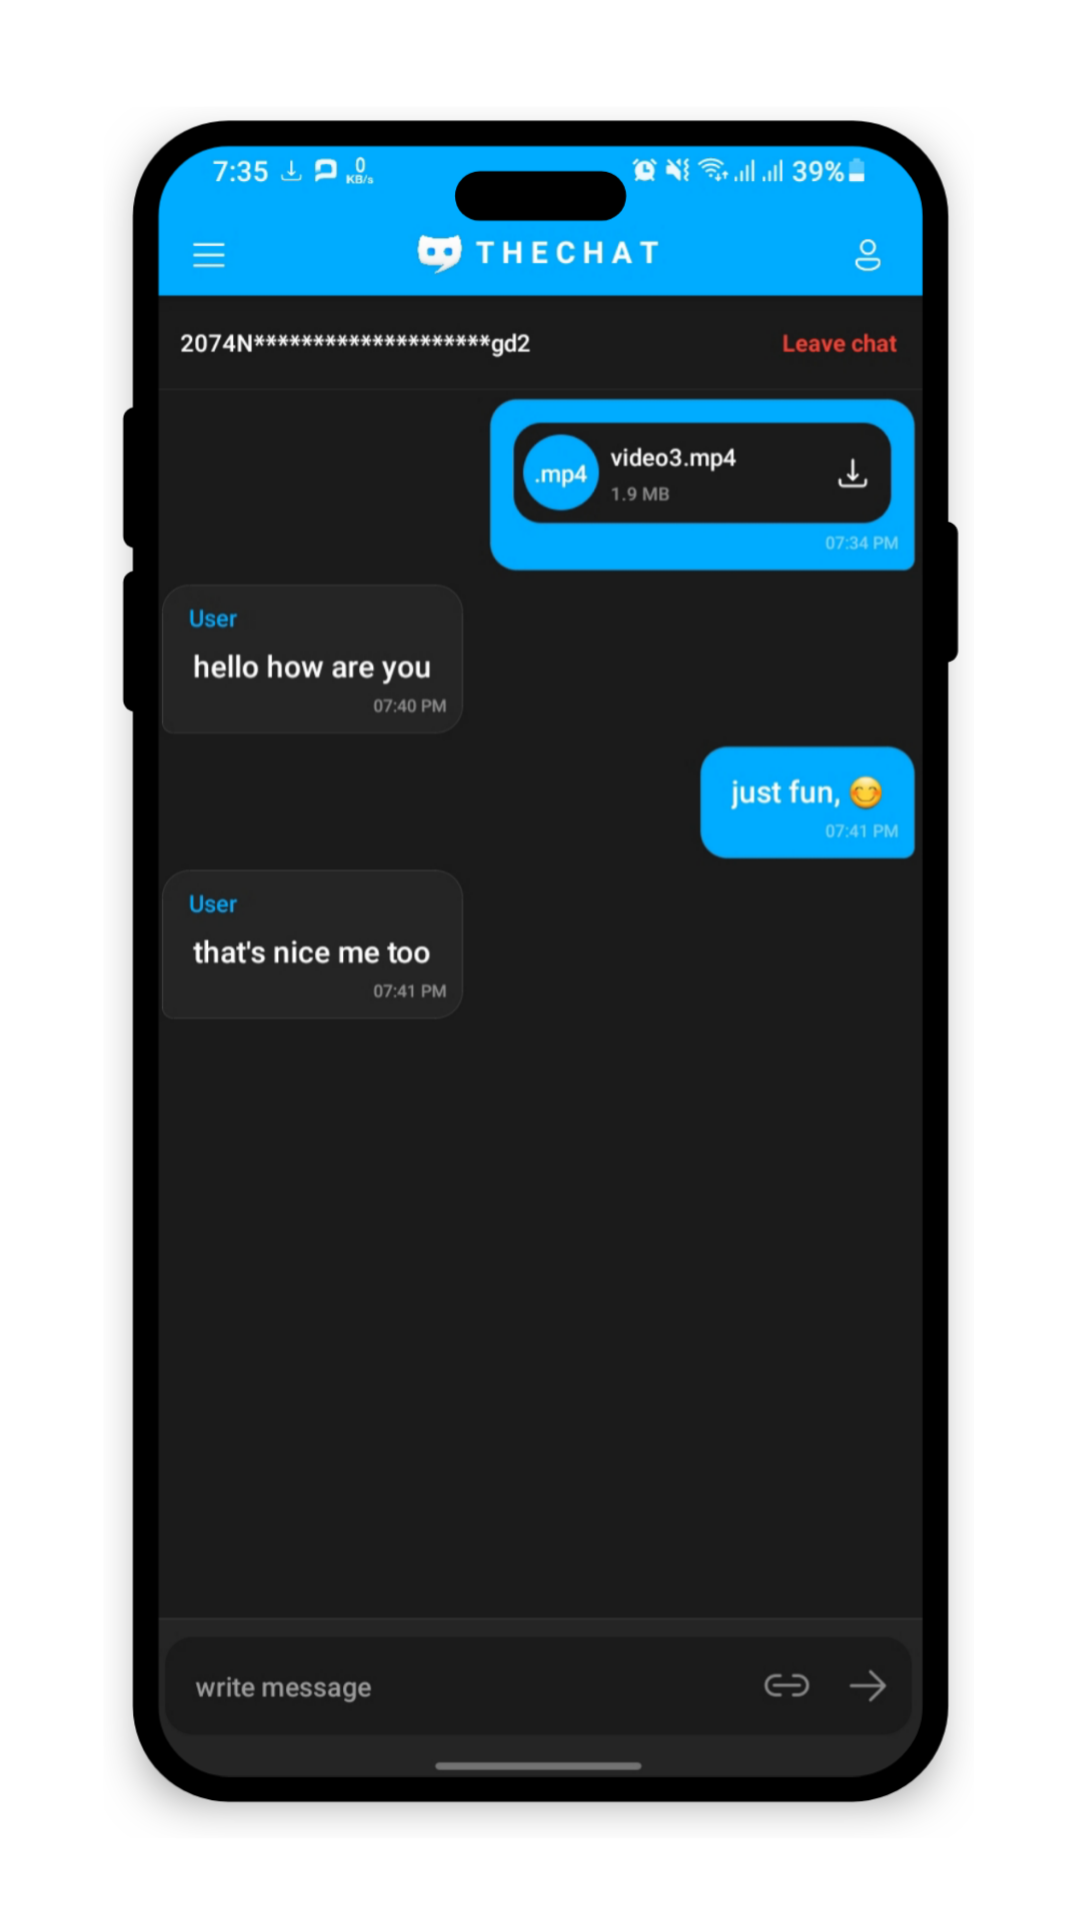 7:35 0 KB/s 39%
THECHAT
2074N********************gd2 Leave chat
.mp4 video3.mp4
1.9 MB
07:34 PM
User
hello how are you
07:40 PM
just fun, 😊
07:41 PM
User
that's nice me too
07:41 PM
write message